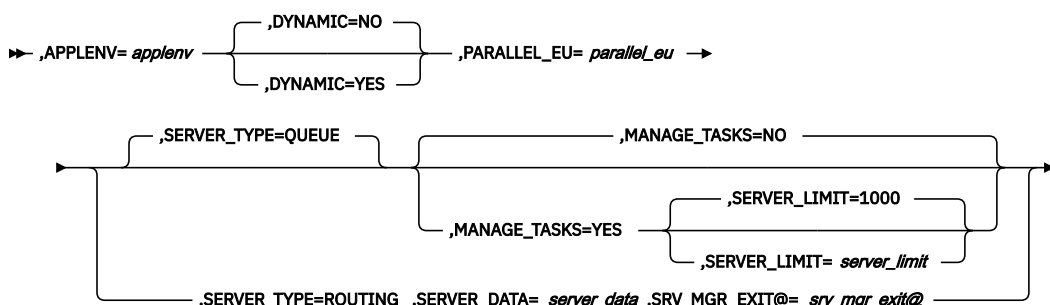 ,DYNAMIC=NO
,APPLENV= applenv ,PARALLEL_EU= parallel_eu
,DYNAMIC=YES
,SERVER_TYPE=QUEUE ,MANAGE_TASKS=NO
,SERVER_LIMIT=1000
,MANAGE_TASKS=YES
,SERVER_LIMIT= server_limit
,SERVER_TYPE=ROUTING ,SERVER_DATA= server_data ,SRV_MGR_EXIT@= srv_mgr_exit@